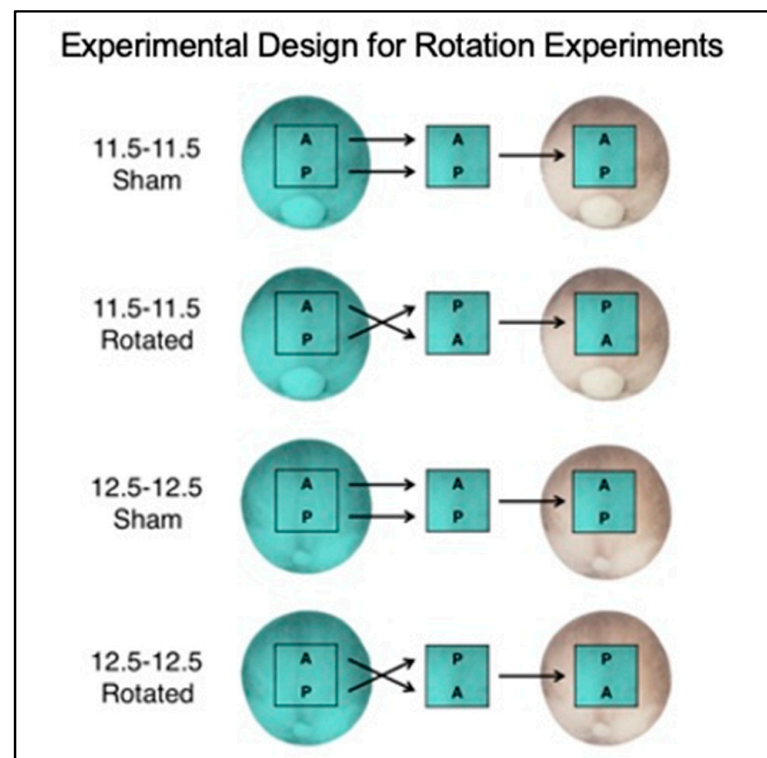 Experimental Design for Rotation Experiments
11.5-11.5
Sham
A
P
A
P
A
P
11.5-11.5
Rotated
A
P
P
A
P
A
12.5-12.5
Sham
A
P
A
P
A
P
12.5-12.5
Rotated
A
P
P
A
P
A